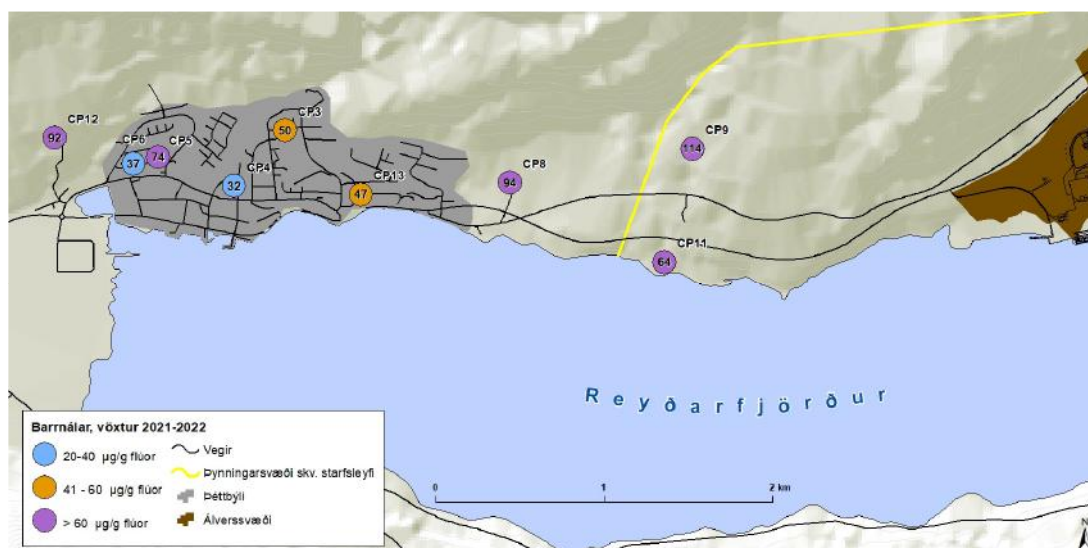 CP3
50
CP12
92
CP6
CP5
37
74
CP4
32
CP13
47
CP8
94
CP9
114
CP11
64
Reyðarfjörður
Barrnálar, vöxtur 2021-2022
20-40 µg/g flúor
Vegir
41 - 60 µg/g flúor
Þynningarsvæði skv. starfsleyfi
Þéttbýli
> 60 µg/g flúor
Álverssvæði
0 1 2 km
N